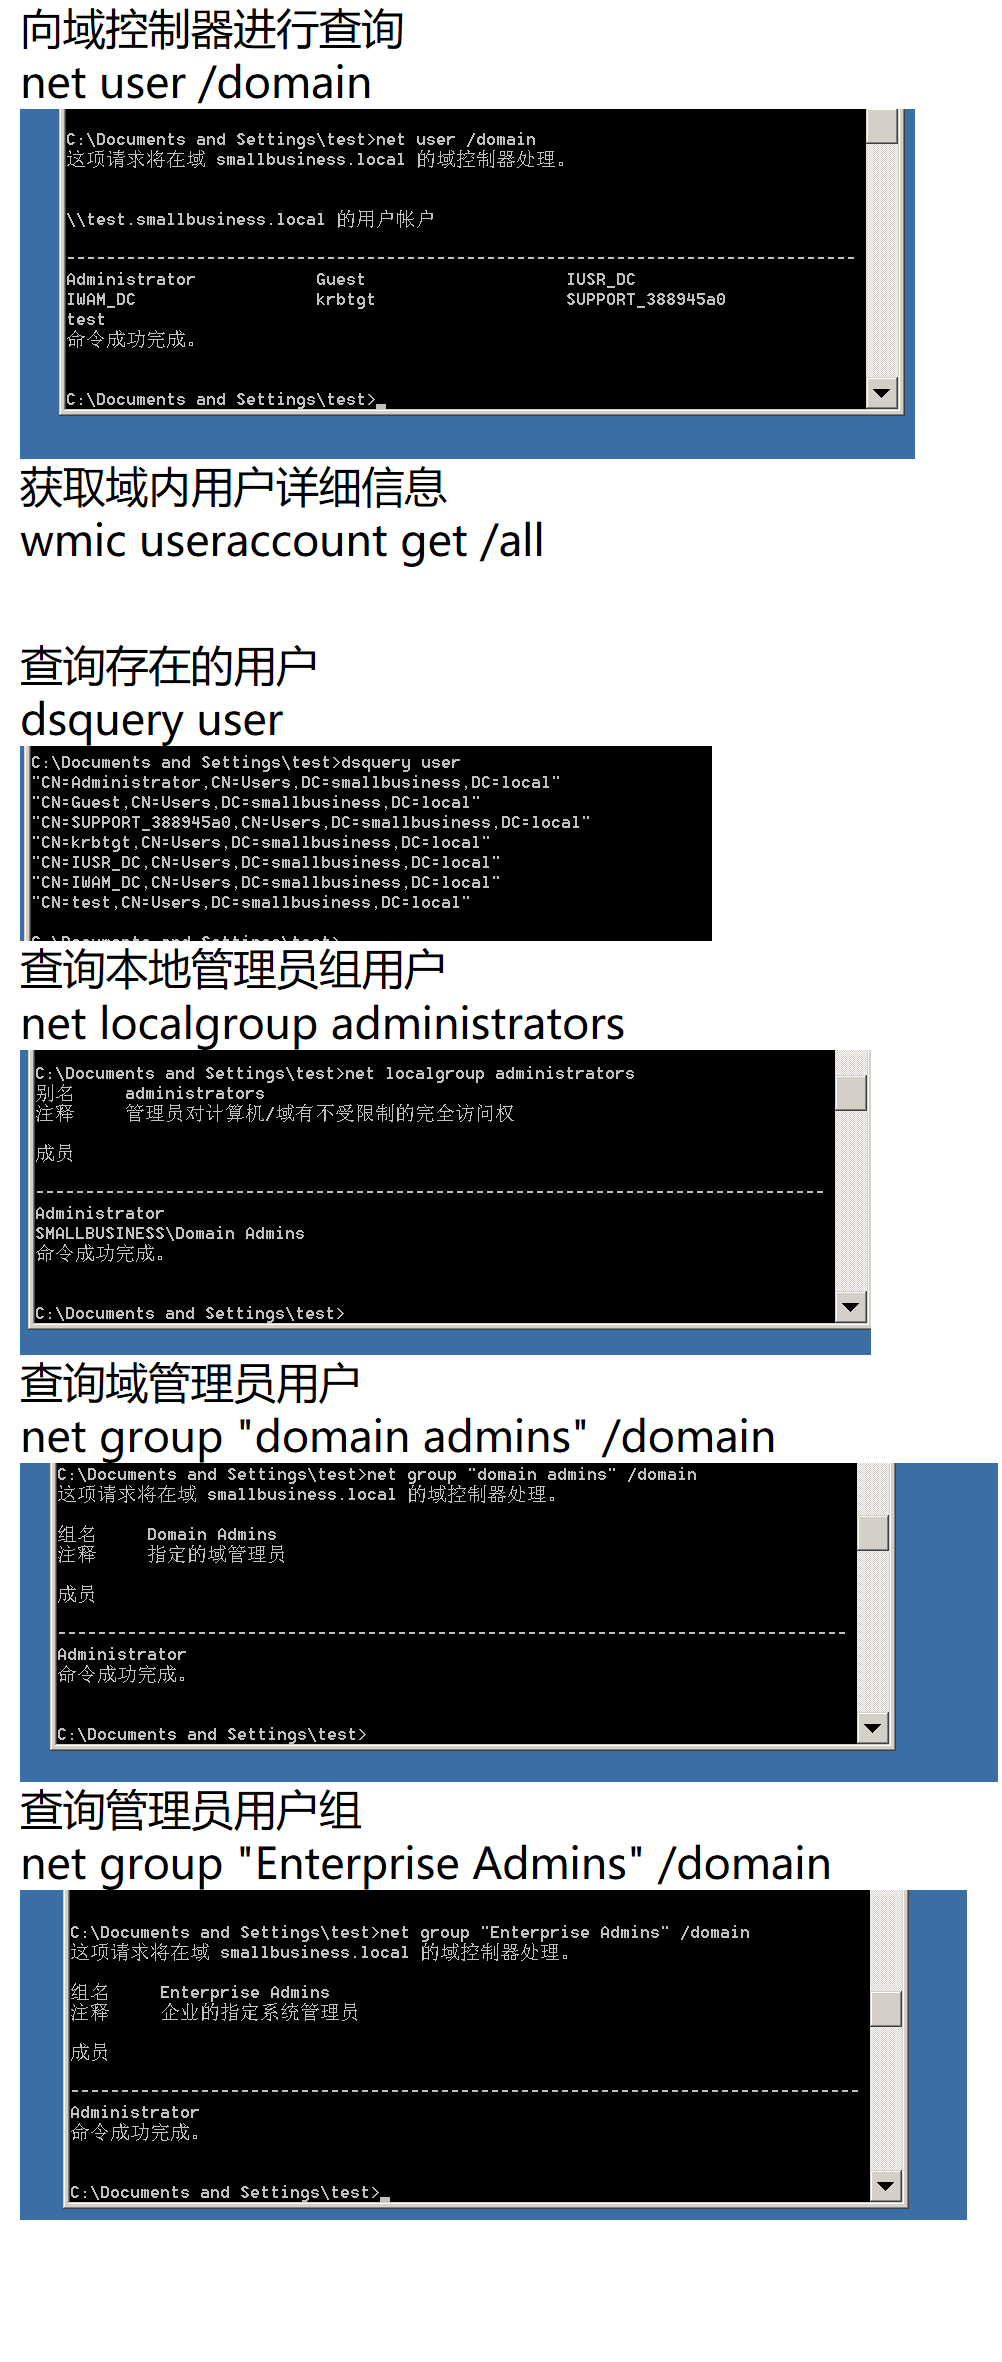 向域控制器进行查询
net user /domain
C:\Documents and Settings\test>net user /domain
这项请求将在域 smallbusiness.local 的域控制器处理。
\\test.smallbusiness.local 的用户帐户
-------------------------------------------------------------------------------
Administrator Guest IUSR_DC
IWAM_DC krbtgt SUPPORT_388945a0
test
命令成功完成。
C:\Documents and Settings\test>
获取域内用户详细信息
wmic useraccount get /all
查询存在的用户
dsquery user
C:\Documents and Settings\test>dsquery user
"CN=Administrator,CN=Users,DC=smallbusiness,DC=local"
"CN=Guest,CN=Users,DC=smallbusiness,DC=local"
"CN=SUPPORT_388945a0,CN=Users,DC=smallbusiness,DC=local"
"CN=krbtgt,CN=Users,DC=smallbusiness,DC=local"
"CN=IUSR_DC,CN=Users,DC=smallbusiness,DC=local"
"CN=IWAM_DC,CN=Users,DC=smallbusiness,DC=local"
"CN=test,CN=Users,DC=smallbusiness,DC=local"
C:\Documents and Settings\test>
查询本地管理员组用户
net localgroup administrators
C:\Documents and Settings\test>net localgroup administrators
别名 administrators
注释 管理员对计算机/域有不受限制的完全访问权
成员
-------------------------------------------------------------------------------
Administrator
SMALLBUSINESS\Domain Admins
命令成功完成。
C:\Documents and Settings\test>
查询域管理员用户
net group "domain admins" /domain
C:\Documents and Settings\test>net group "domain admins" /domain
这项请求将在域 smallbusiness.local 的域控制器处理。
组名 Domain Admins
注释 指定的域管理员
成员
-------------------------------------------------------------------------------
Administrator
命令成功完成。
C:\Documents and Settings\test>
查询管理员用户组
net group "Enterprise Admins" /domain
C:\Documents and Settings\test>net group "Enterprise Admins" /domain
这项请求将在域 smallbusiness.local 的域控制器处理。
组名 Enterprise Admins
注释 企业的指定系统管理员
成员
-------------------------------------------------------------------------------
Administrator
命令成功完成。
C:\Documents and Settings\test>